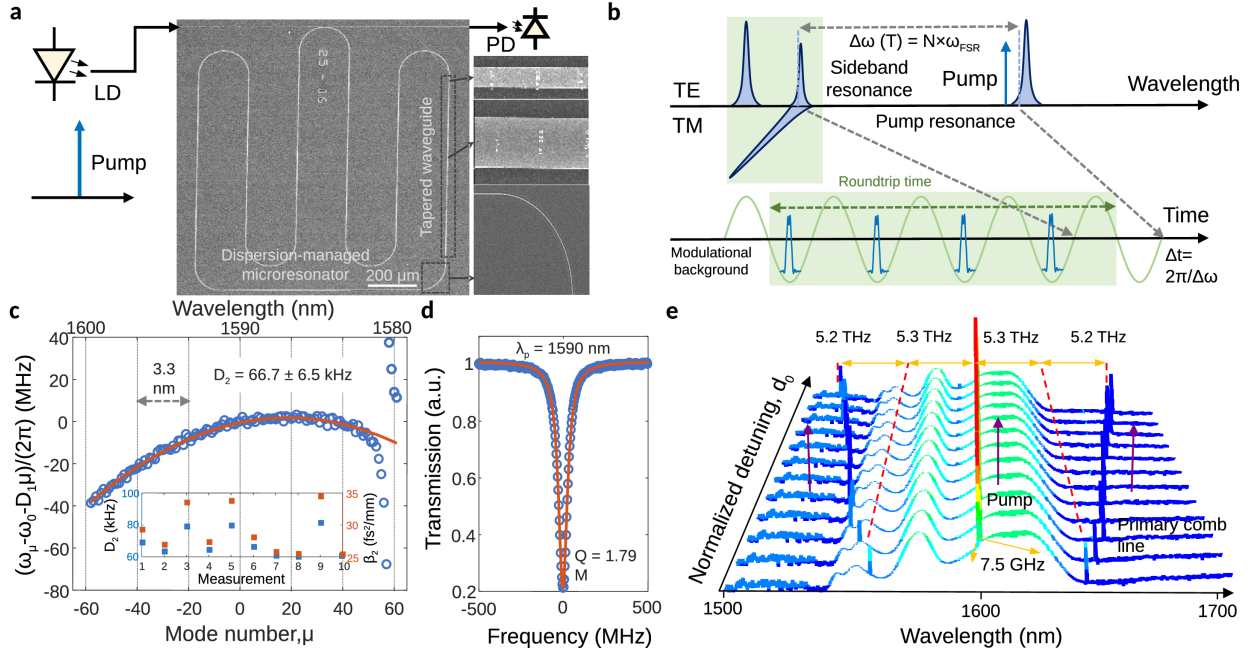 a
LD
Pump
PD
25 - 06
Tapered waveguide
Dispersion-managed
microresonator
200 μm
b
Δω (T) = N×ω_FSR
Sideband
resonance
Pump
Wavelength
TE
TM
Pump resonance
Roundtrip time
Time
Modulational
background
Δt=
2π/Δω
c
Wavelength (nm)
1600
1590
1580
(ω_μ-ω_0-D_1μ)/(2π) (MHz)
40
20
0
-20
-40
-60
-80
3.3
nm
D_2 = 66.7 ± 6.5 kHz
D_2 (kHz)
100
80
60
35
30
25
β_2 (fs²/mm)
1 2 3 4 5 6 7 8 9 10
Measurement
-60 -40 -20 0 20 40 60
Mode number,μ
d
Transmission (a.u.)
1
0.8
0.6
0.4
0.2
λ_p = 1590 nm
Q = 1.79
M
-500 0 500
Frequency (MHz)
e
5.2 THz 5.3 THz 5.3 THz 5.2 THz
Normalized detuning, d_0
Pump
Primary comb
line
7.5 GHz
1500 1600 1700
Wavelength (nm)